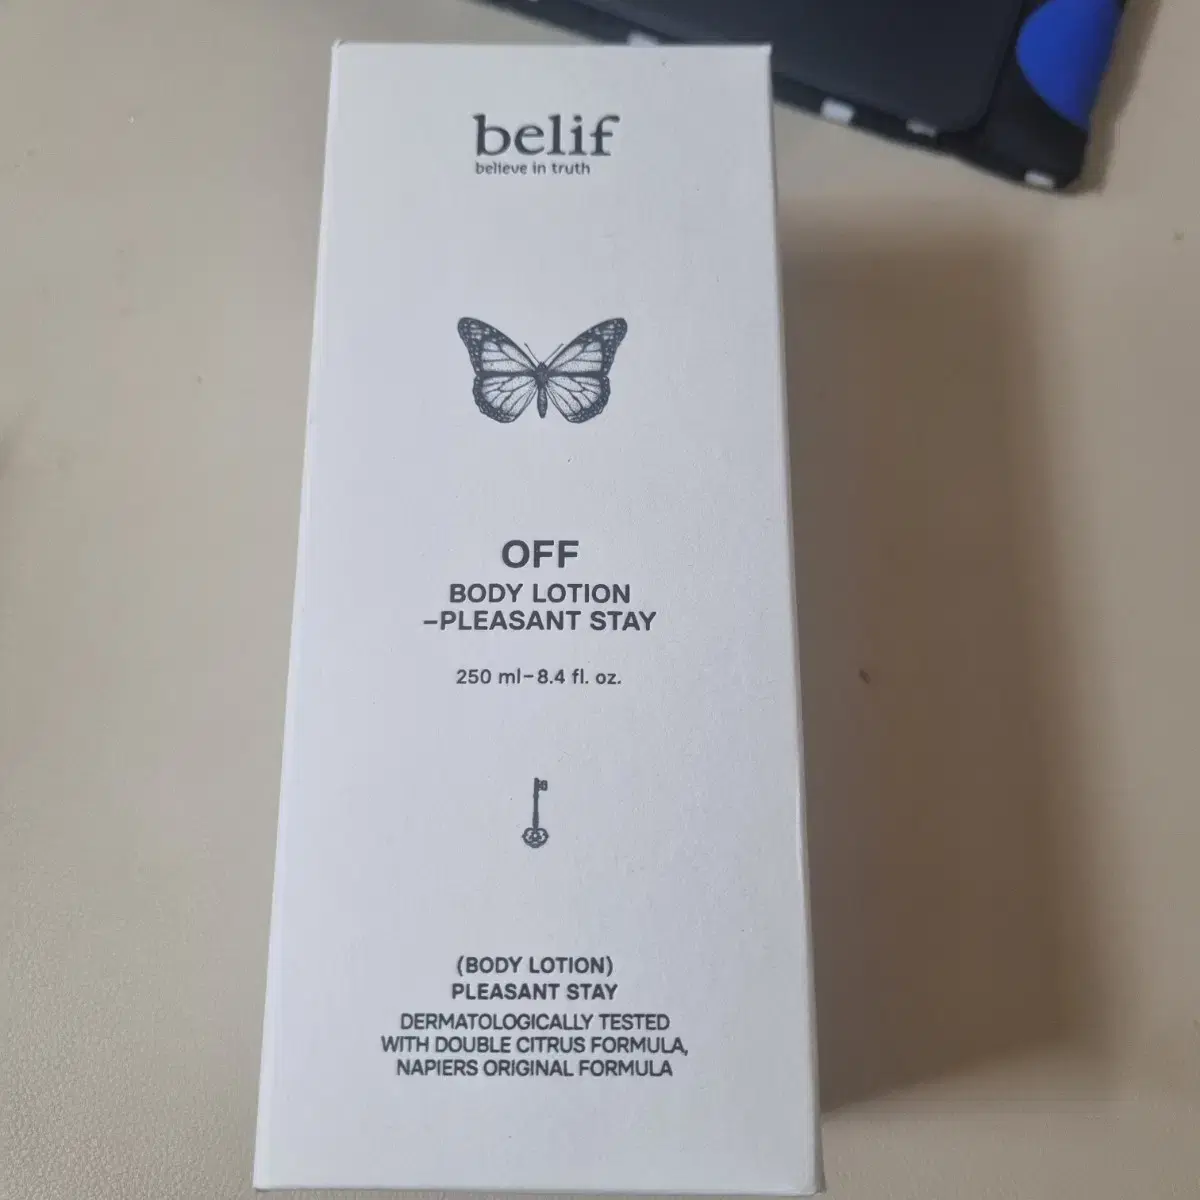 belif
believe in truth
OFF
BODY LOTION
–PLEASANT STAY
250 ml–8.4 fl. oz.
(BODY LOTION)
PLEASANT STAY
DERMATOLOGICALLY TESTED
WITH DOUBLE CITRUS FORMULA,
NAPIERS ORIGINAL FORMULA